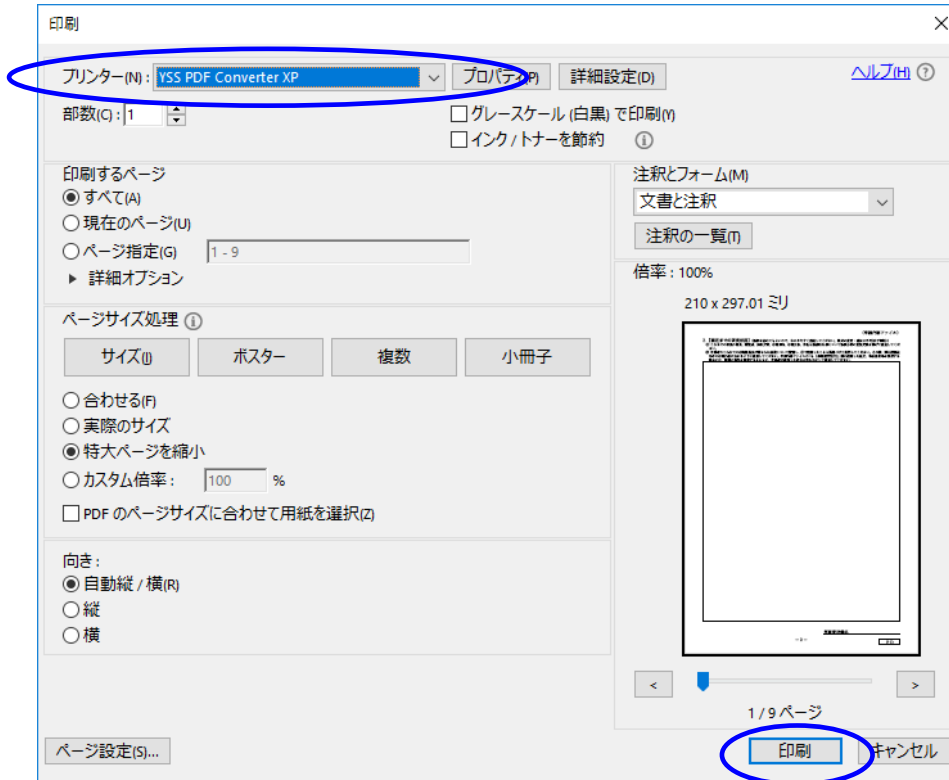 印刷
プリンター(N): YSS PDF Converter XP プロパティ(P) 詳細設定(D) ヘルプ(H)
部数(C): 1 グレースケール (白黒) で印刷(Y)
インク / トナーを節約
印刷するページ
すべて(A)
現在のページ(U)
ページ指定(G) 1 - 9
詳細オプション
ページサイズ処理
サイズ(I) ポスター 複数 小冊子
合わせる(F)
実際のサイズ
特大ページを縮小
カスタム倍率: 100 %
PDF のページサイズに合わせて用紙を選択(Z)
向き:
自動縦 / 横(R)
縦
横
注釈とフォーム(M)
文書と注釈
注釈の一覧(T)
倍率: 100%
210 x 297.01 ミリ
< >
1 / 9 ページ
ページ設定(S)... 印刷 キャンセル